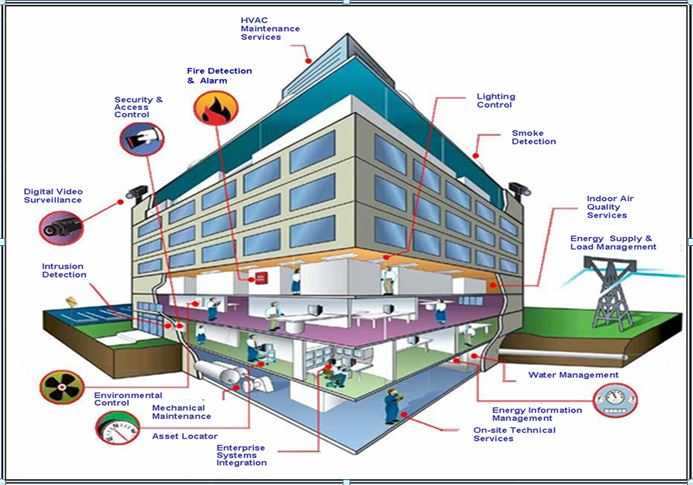 HVAC
Maintenance
Services
Fire Detection
& Alarm
Security &
Access
Control
Lighting
Control
Smoke
Detection
Digital Video
Surveillance
Indoor Air
Quality
Services
Energy Supply &
Load Management
Intrusion
Detection
Water Management
Environmental
Control
Mechanical
Maintenance
Energy Information
Management
Asset Locator
On-site Technical
Services
Enterprise
Systems
Integration